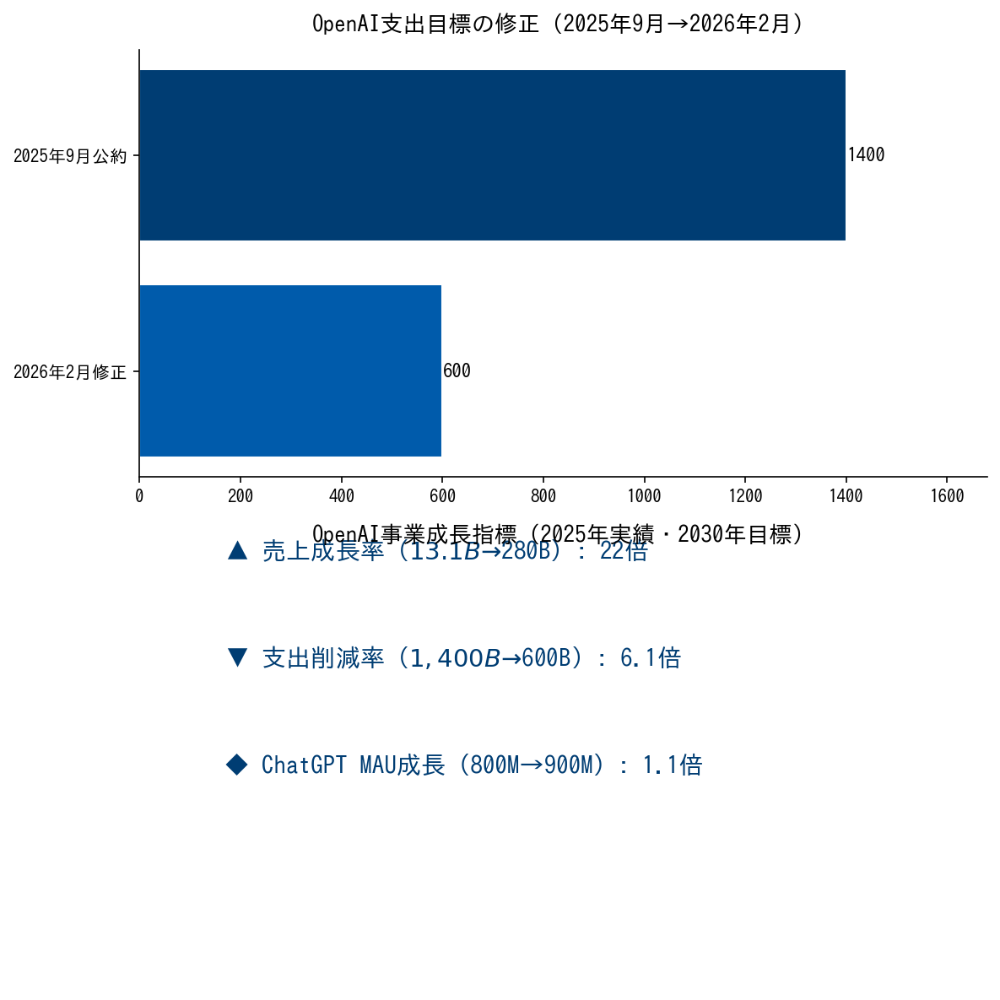 OpenAI支出目標の修正（2025年9月→2026年2月）
2025年9月公約
1400
2026年2月修正
600
0 200 400 600 800 1000 1200 1400 1600
OpenAI事業成長指標（2025年実績・2030年目標）
▲ 売上成長率（13.1B→280B）: 22倍
▼ 支出削減率（1,400B→600B）: 6.1倍
◆ ChatGPT MAU成長（800M→900M）: 1.1倍